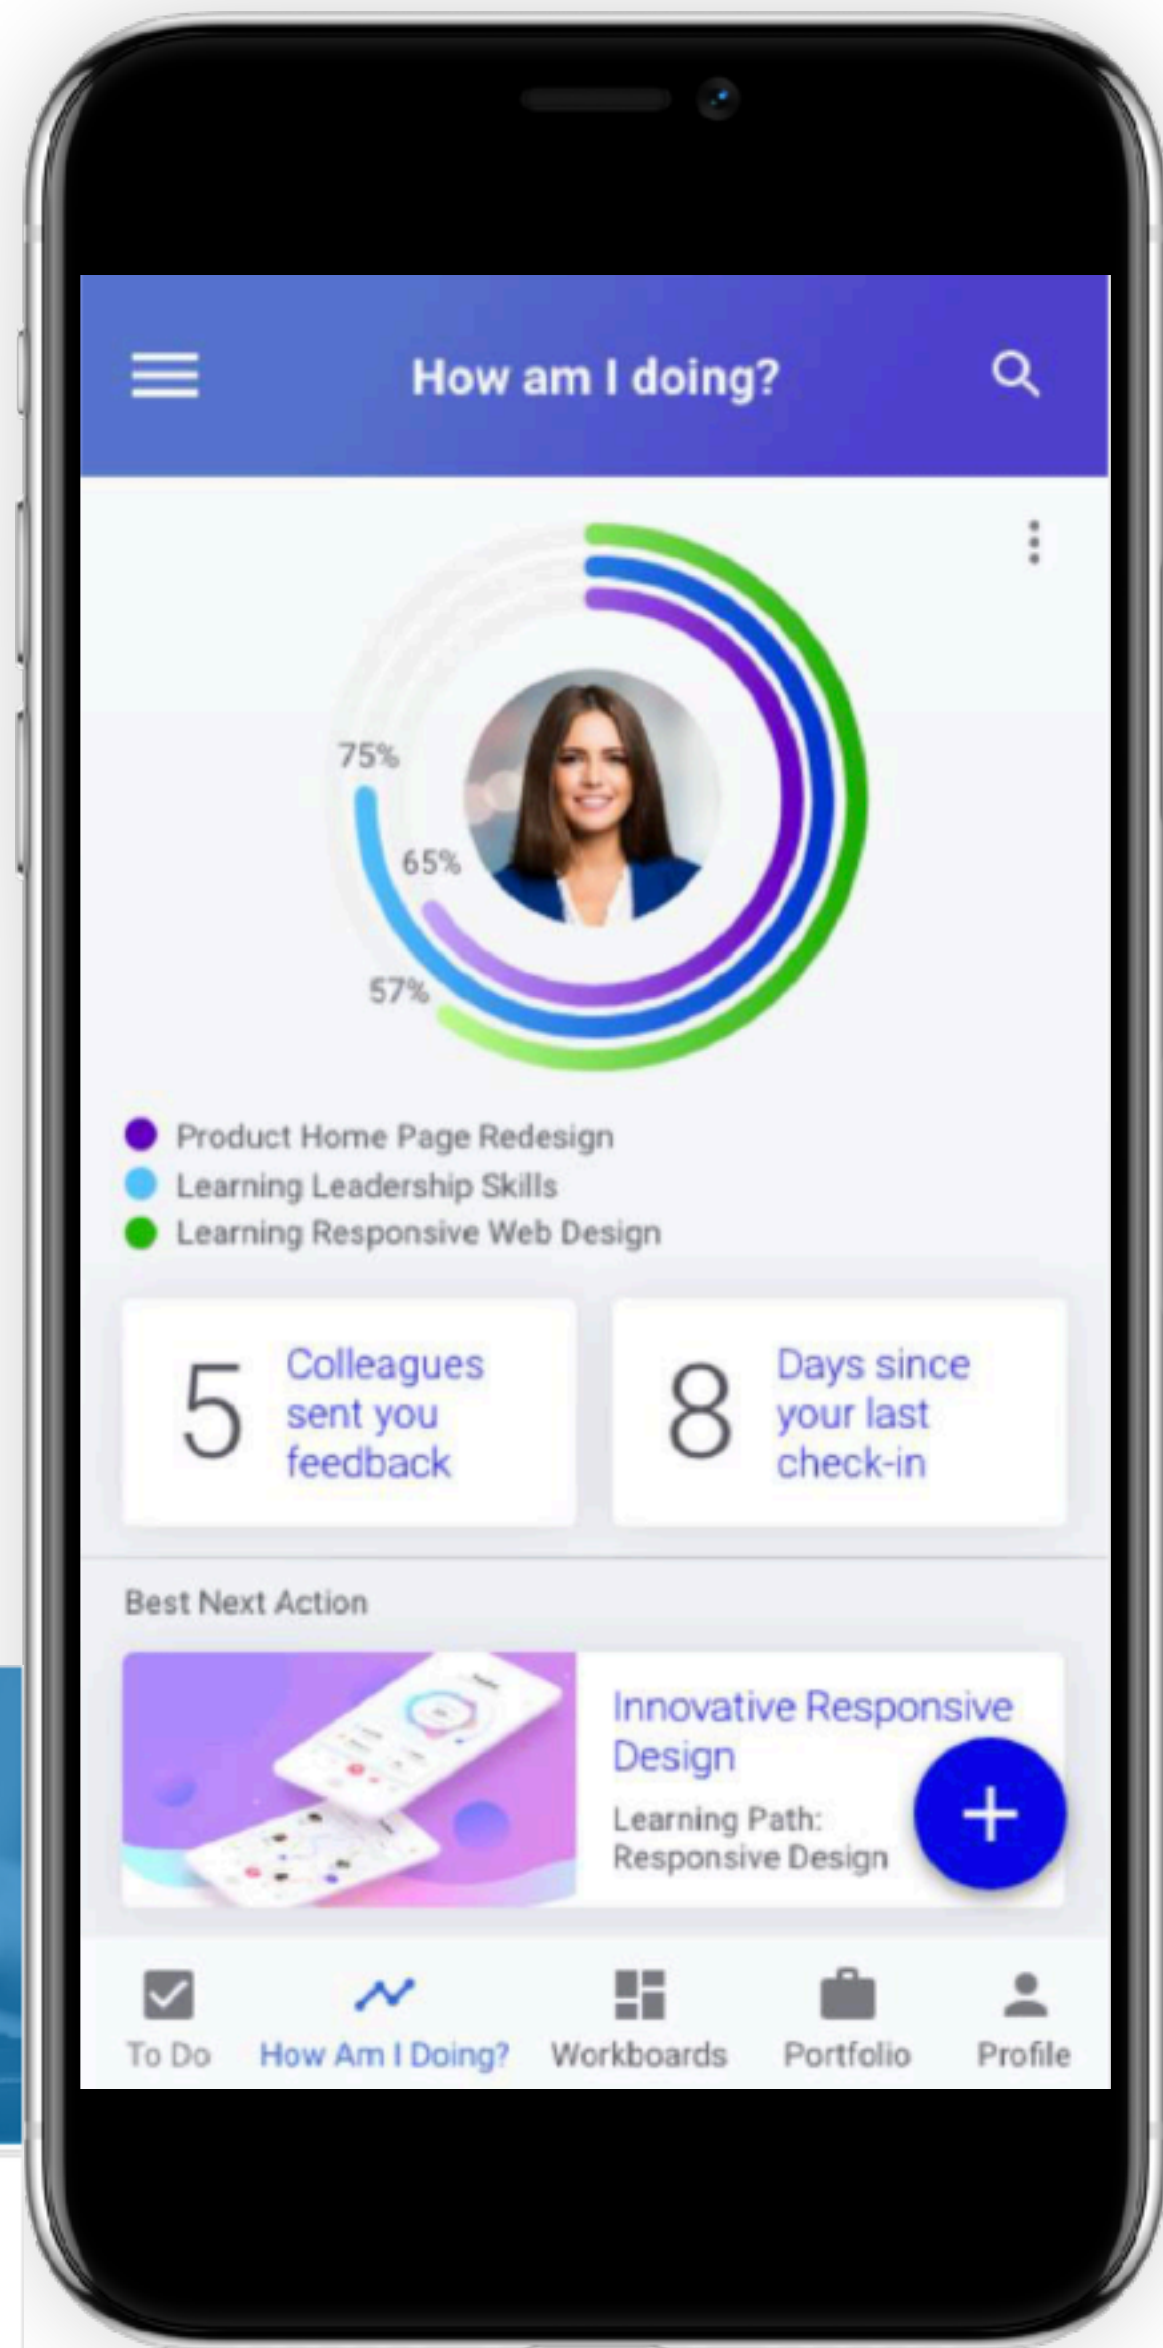 How am I doing?
75%
65%
57%
Product Home Page Redesign
Learning Leadership Skills
Learning Responsive Web Design
5
Colleagues
sent you
feedback
8
Days since
your last
check-in
Best Next Action
Innovative Responsive
Design
Learning Path:
Responsive Design
To Do
How Am I Doing?
Workboards
Portfolio
Profile